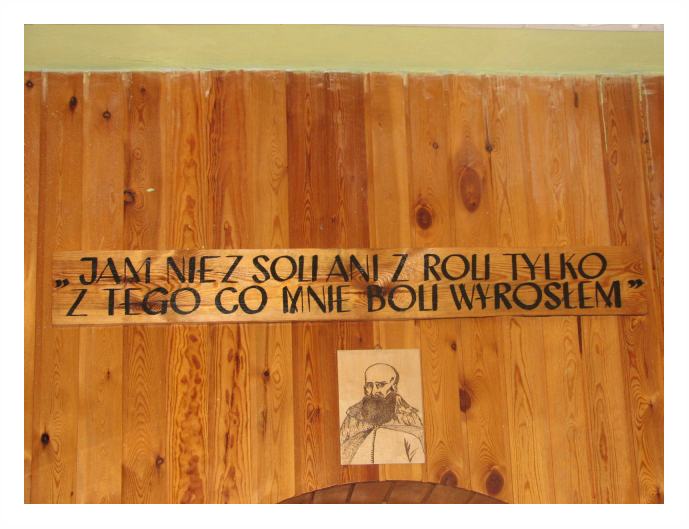 „JAM NIE Z SOLI ANI Z ROLI TYLKO
Z TEGO CO MNIE BOLI WYROSŁEM”